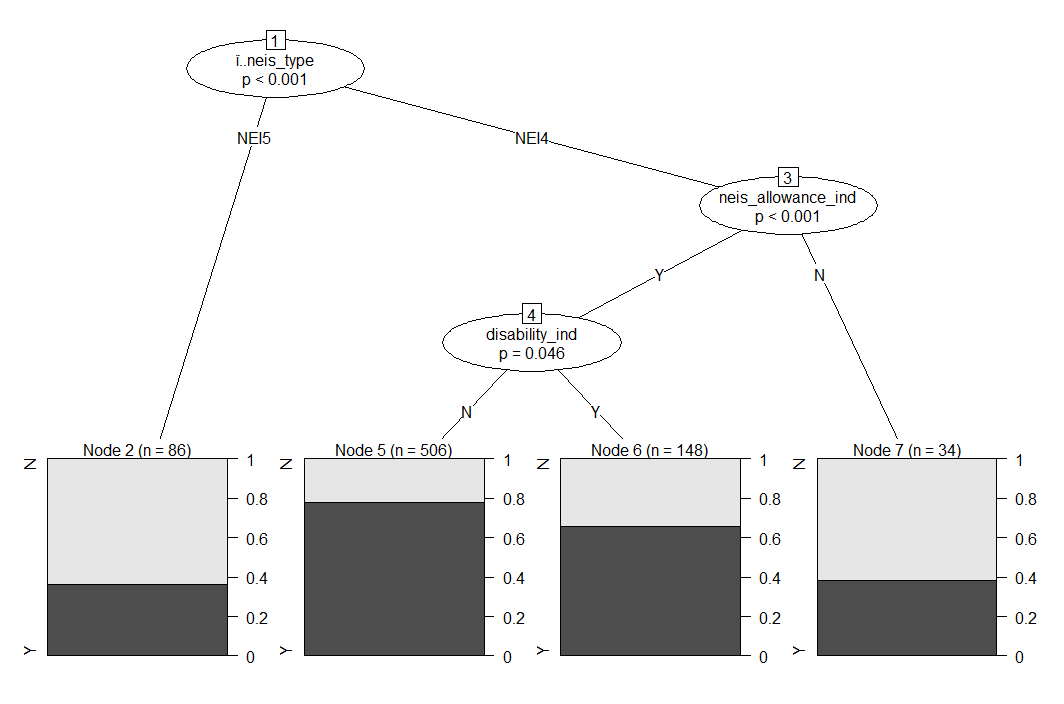 1
ï..neis_type
p < 0.001
NEI5
NEI4
3
neis_allowance_ind
p < 0.001
Y
N
4
disability_ind
p = 0.046
N
Y
Node 2 (n = 86)
N
Y
1
0.8
0.6
0.4
0.2
0
Node 5 (n = 506)
N
Y
1
0.8
0.6
0.4
0.2
0
Node 6 (n = 148)
N
Y
1
0.8
0.6
0.4
0.2
0
Node 7 (n = 34)
N
Y
1
0.8
0.6
0.4
0.2
0